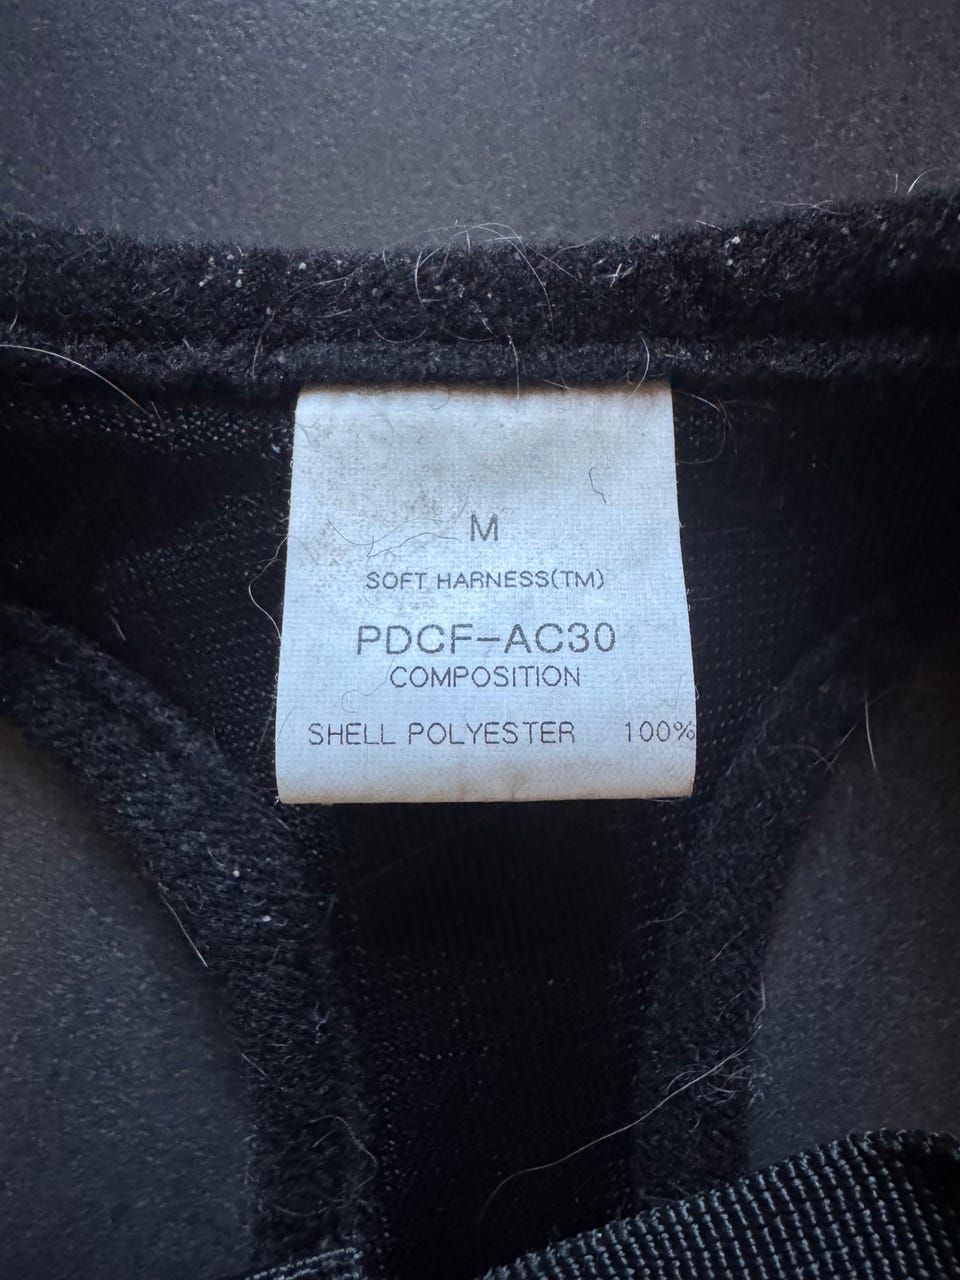 M
SOFT HARNESS(TM)
PDCF-AC30
COMPOSITION
SHELL POLYESTER 100%